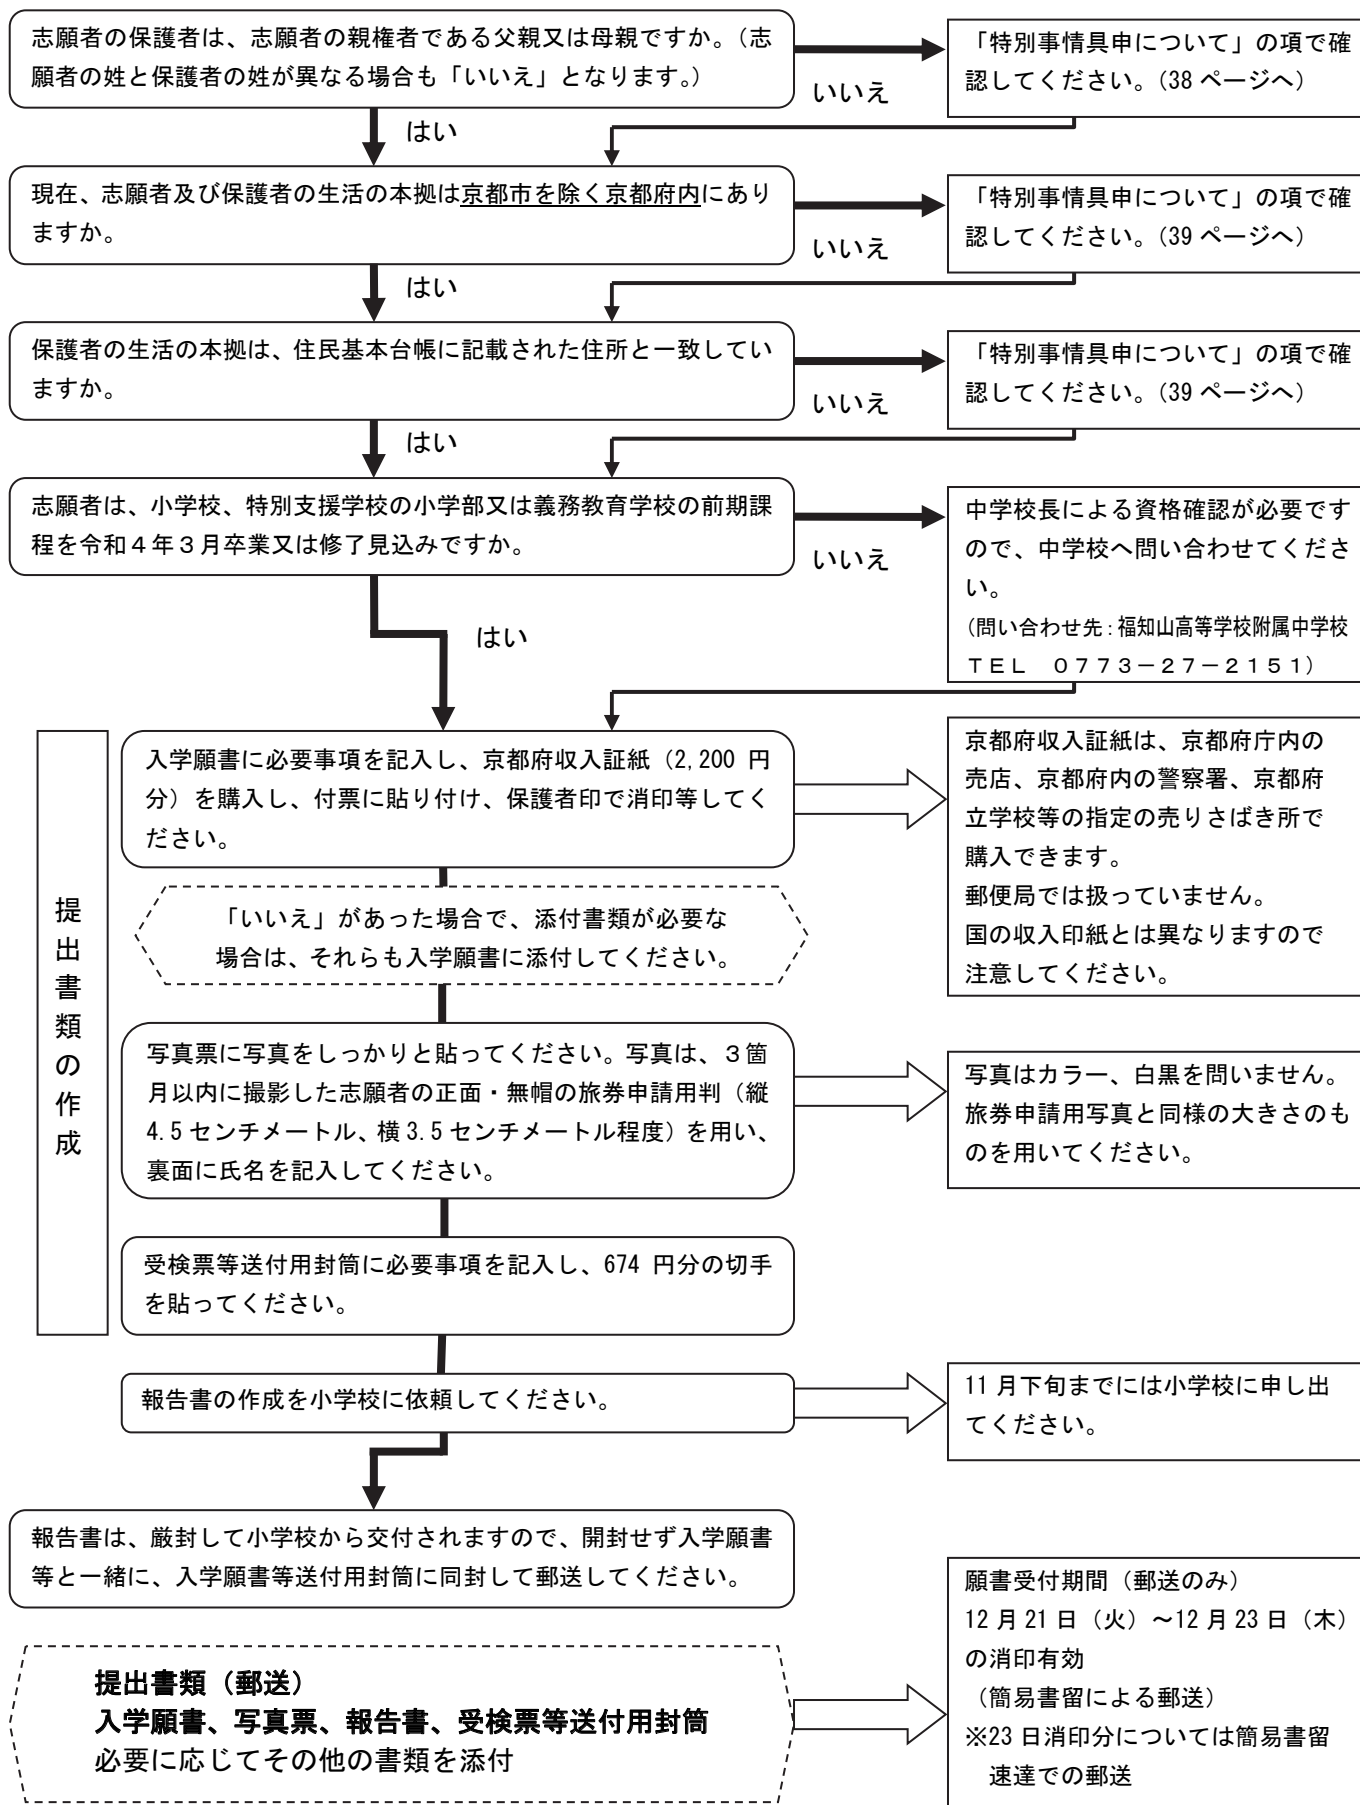 志願者の保護者は、志願者の親権者である父親又は母親ですか。（志
願者の姓と保護者の姓が異なる場合も「いいえ」となります。）
いいえ
「特別事情具申について」の項で確
認してください。（38 ページへ）
はい
現在、志願者及び保護者の生活の本拠は京都市を除く京都府内にあり
ますか。
いいえ
「特別事情具申について」の項で確
認してください。（39 ページへ）
はい
保護者の生活の本拠は、住民基本台帳に記載された住所と一致してい
ますか。
いいえ
「特別事情具申について」の項で確
認してください。（39 ページへ）
はい
志願者は、小学校、特別支援学校の小学部又は義務教育学校の前期課
程を令和４年３月卒業又は修了見込みですか。
いいえ
中学校長による資格確認が必要です
ので、中学校へ問い合わせてくださ
い。
（問い合わせ先：福知山高等学校附属中学校
ＴＥＬ　０７７３－２７－２１５１）
はい
提出書類の作成
入学願書に必要事項を記入し、京都府収入証紙（2,200 円
分）を購入し、付票に貼り付け、保護者印で消印等してく
ださい。
京都府収入証紙は、京都府庁内の
売店、京都府内の警察署、京都府
立学校等の指定の売りさばき所で
購入できます。
郵便局では扱っていません。
国の収入印紙とは異なりますので
注意してください。
「いいえ」があった場合で、添付書類が必要な
場合は、それらも入学願書に添付してください。
写真票に写真をしっかりと貼ってください。写真は、３箇
月以内に撮影した志願者の正面・無帽の旅券申請用判（縦
4.5 センチメートル、横 3.5 センチメートル程度）を用い、
裏面に氏名を記入してください。
写真はカラー、白黒を問いません。
旅券申請用写真と同様の大きさのも
のを用いてください。
受検票等送付用封筒に必要事項を記入し、674 円分の切手
を貼ってください。
報告書の作成を小学校に依頼してください。
11 月下旬までには小学校に申し出
てください。
報告書は、厳封して小学校から交付されますので、開封せず入学願書
等と一緒に、入学願書等送付用封筒に同封して郵送してください。
提出書類（郵送）
入学願書、写真票、報告書、受検票等送付用封筒
必要に応じてその他の書類を添付
願書受付期間（郵送のみ）
12 月 21 日（火）～12 月 23 日（木）
の消印有効
（簡易書留による郵送）
※23 日消印分については簡易書留
速達での郵送